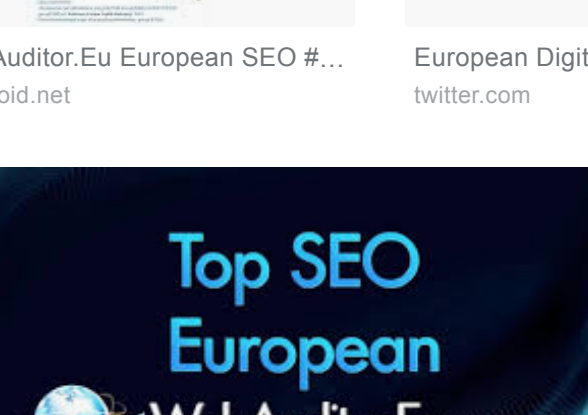 Auditor.Eu European SEO #...
European Digit
oid.net
twitter.com
Top SEO
European